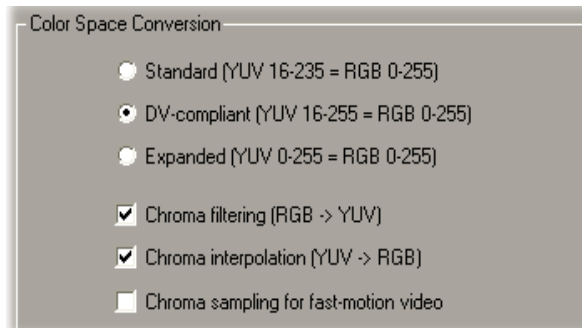 Color Space Conversion
Standard (YUV 16-235 = RGB 0-255)
DV-compliant (YUV 16-255 = RGB 0-255)
Expanded (YUV 0-255 = RGB 0-255)
Chroma filtering (RGB -> YUV)
Chroma interpolation (YUV -> RGB)
Chroma sampling for fast-motion video